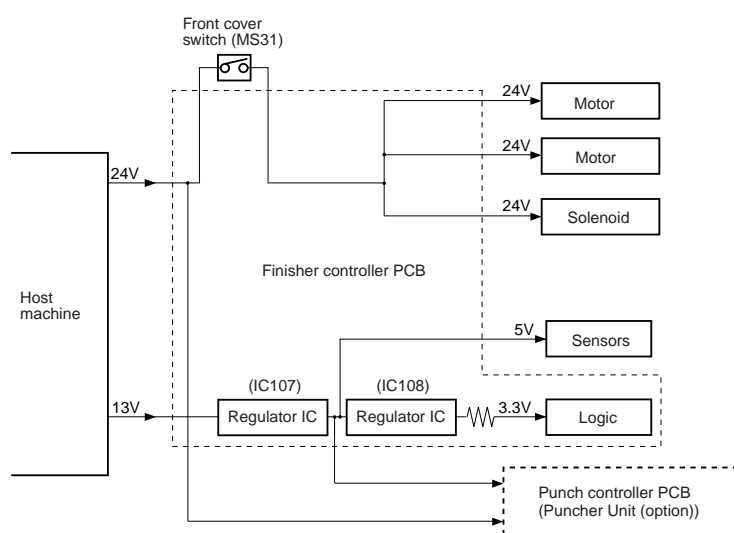 Front cover
switch (MS31)
24V
Motor
24V
Motor
24V
24V
Solenoid
Finisher controller PCB
Host
machine
5V
Sensors
(IC107)
(IC108)
13V
Regulator IC
Regulator IC
3.3V
Logic
Punch controller PCB
(Puncher Unit (option))